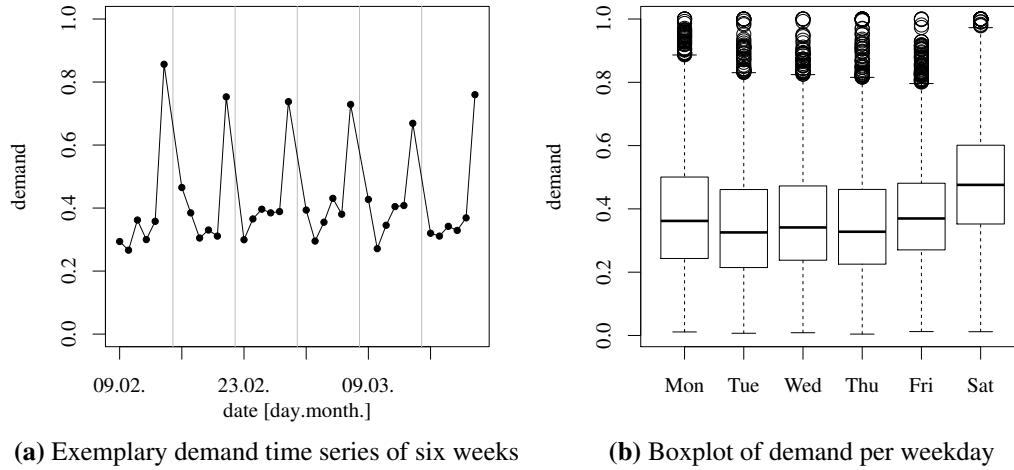 1.0
0.8
0.6
0.4
0.2
0.0
demand
09.02.
23.02.
09.03.
date [day.month.]
(a) Exemplary demand time series of six weeks
1.0
0.8
0.6
0.4
0.2
0.0
demand
Mon
Tue
Wed
Thu
Fri
Sat
(b) Boxplot of demand per weekday